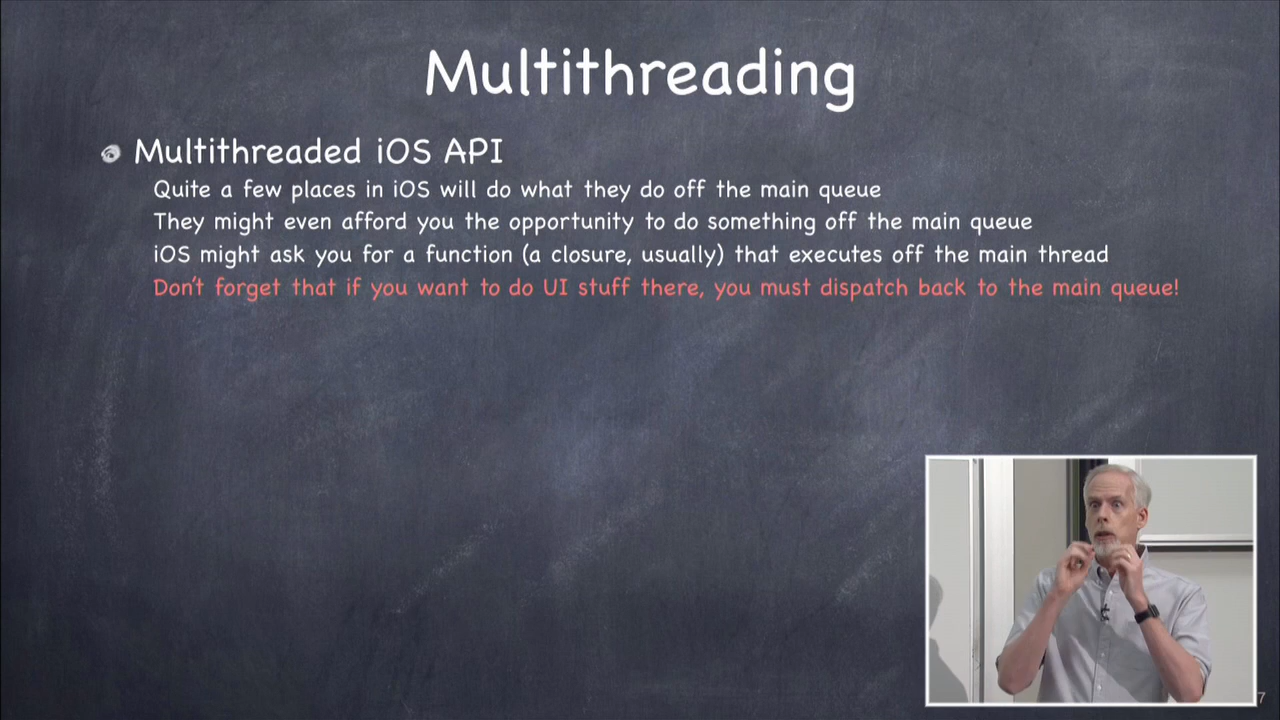 Multithreading
Multithreaded iOS API
Quite a few places in iOS will do what they do off the main queue
They might even afford you the opportunity to do something off the main queue
iOS might ask you for a function (a closure, usually) that executes off the main thread
Don't forget that if you want to do UI stuff there, you must dispatch back to the main queue!
7